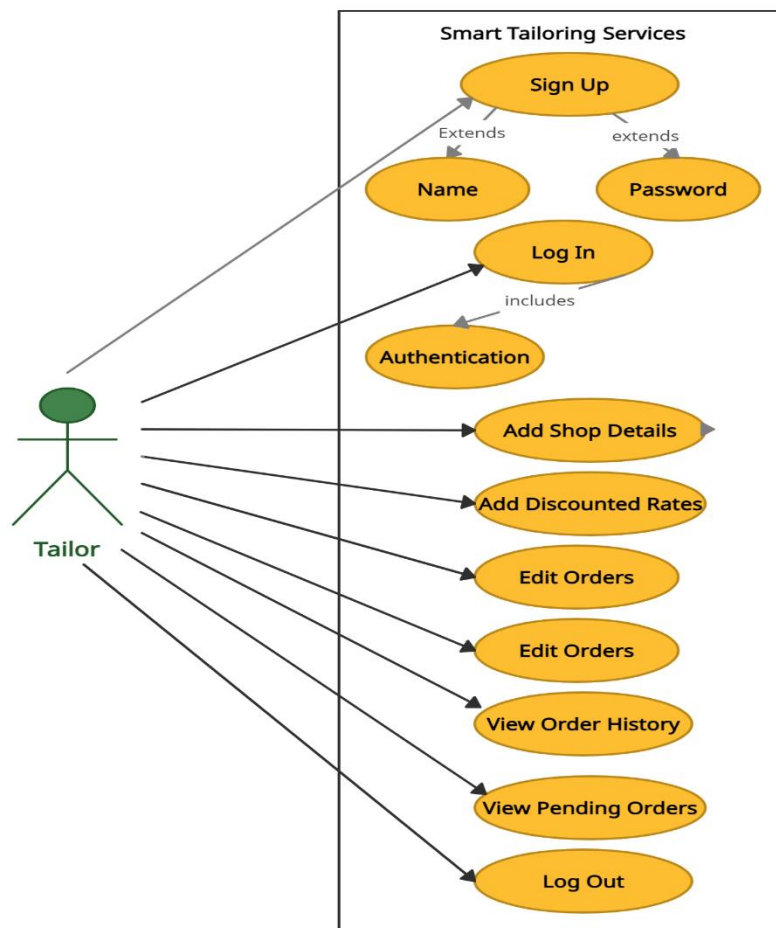 Smart Tailoring Services
Sign Up
Extends
extends
Name
Password
Log In
includes
Authentication
Add Shop Details
Add Discounted Rates
Tailor
Edit Orders
Edit Orders
View Order History
View Pending Orders
Log Out